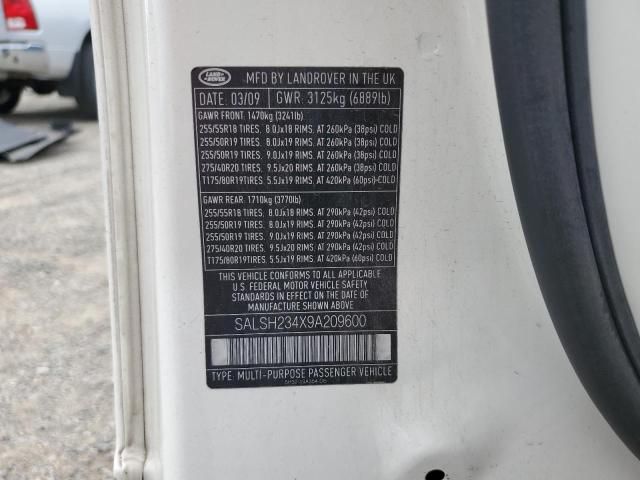 LAND ROVER
MFD BY LANDROVER IN THE UK
DATE: 03/09 GWR: 3125kg (6889lb)
GAWR FRONT: 1470kg (3241lb)
255/55R18 TIRES. 8.0Jx18 RIMS. AT 260kPa (38psi) COLD
255/50R19 TIRES. 8.0Jx19 RIMS. AT 260kPa (38psi) COLD
255/50R19 TIRES. 9.0Jx19 RIMS. AT 260kPa (38psi) COLD
275/40R20 TIRES. 9.5Jx20 RIMS. AT 260kPa (38psi) COLD
T175/80R19TIRES. 5.5Jx19 RIMS. AT 420kPa (60psi)-COLD
GAWR REAR: 1710kg (3770lb)
255/55R18 TIRES. 8.0Jx18 RIMS. AT 290kPa (42psi) COLD
255/50R19 TIRES. 8.0Jx19 RIMS. AT 290kPa (42psi) COLD
255/50R19 TIRES. 9.0Jx19 RIMS. AT 290kPa (42psi) COLD
275/40R20 TIRES. 9.5Jx20 RIMS. AT 290kPa (42psi) COLD
T175/80R19TIRES. 5.5Jx19 RIMS. AT 420kPa (60psi) COLD
THIS VEHICLE CONFORMS TO ALL APPLICABLE
U.S. FEDERAL MOTOR VEHICLE SAFETY
STANDARDS IN EFFECT ON THE DATE OF
MANUFACTURE SHOWN ABOVE
SALSH234X9A209600
TYPE: MULTI-PURPOSE PASSENGER VEHICLE